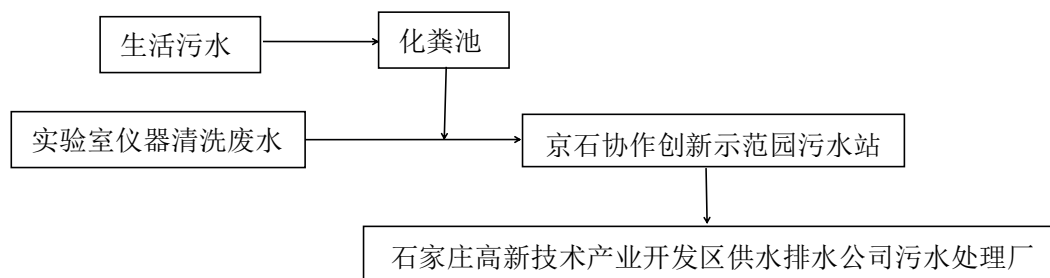 生活污水
化粪池
实验室仪器清洗废水
京石协作创新示范园污水站
石家庄高新技术产业开发区供水排水公司污水处理厂